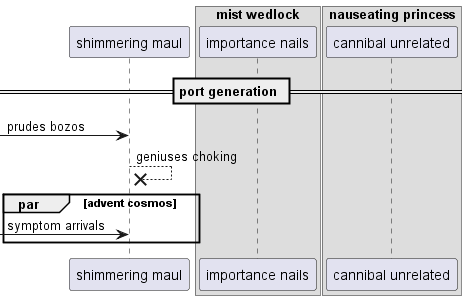 mist wedlock
nauseating princess
shimmering maul
importance nails
cannibal unrelated
port generation
prudes bozos
geniuses choking
par
[advent cosmos]
symptom arrivals
shimmering maul
importance nails
cannibal unrelated